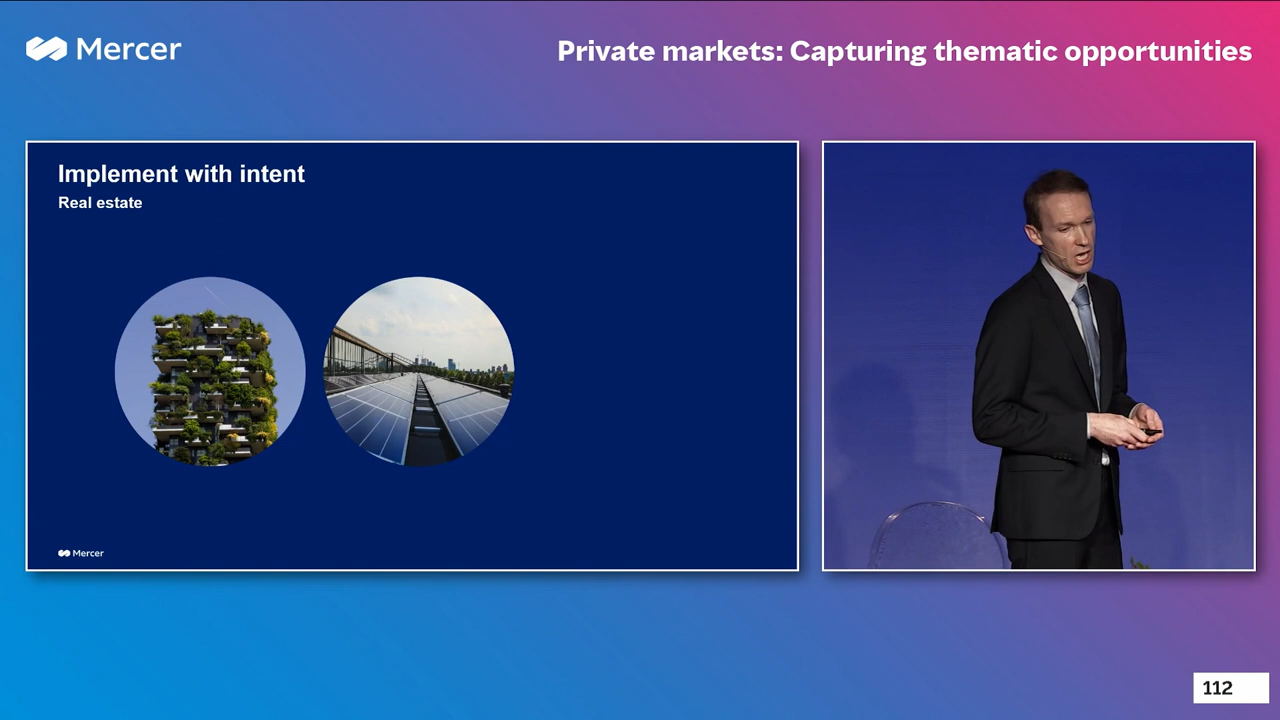 Mercer
Private markets: Capturing thematic opportunities
Implement with intent
Real estate
Mercer
112